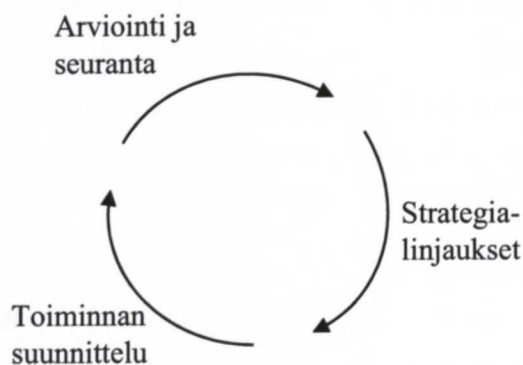 Arviointi ja
seuranta
Strategia-
linjaukset
Toiminnan
suunnittelu